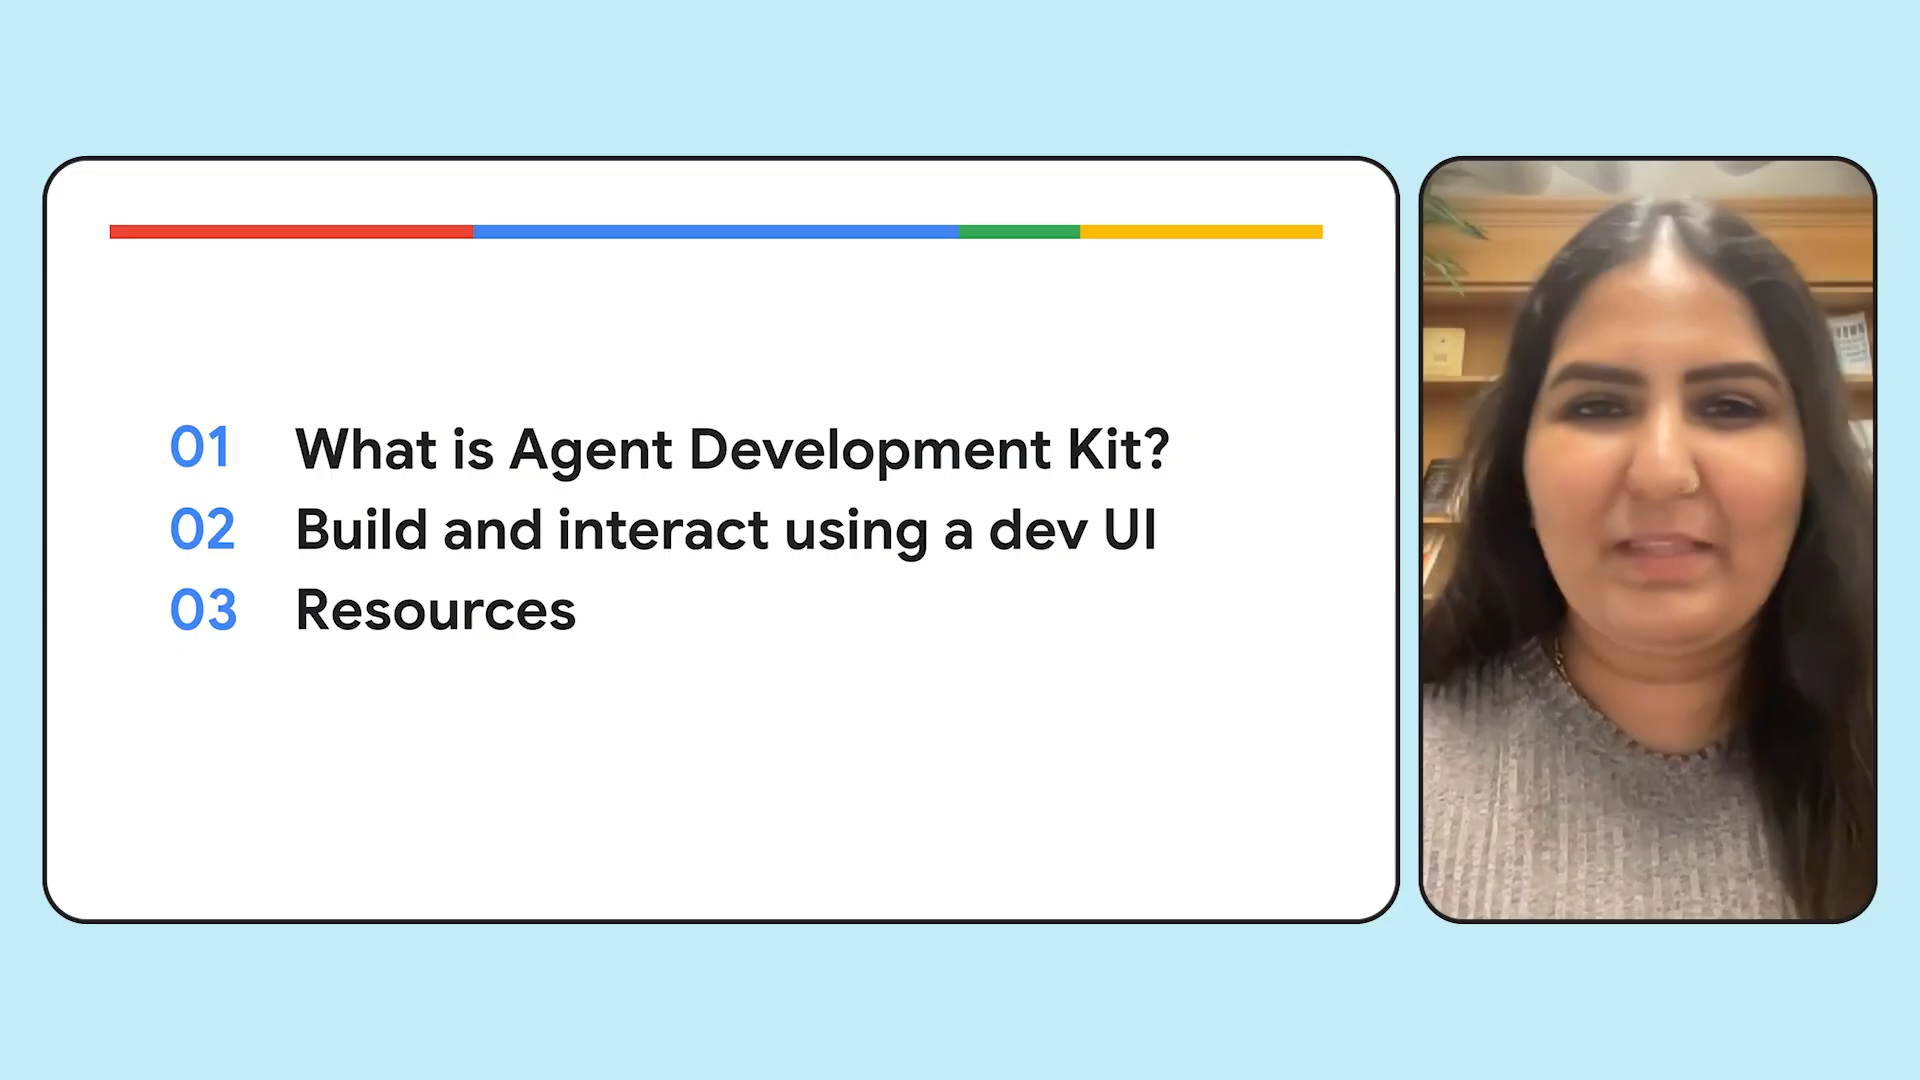 01 What is Agent Development Kit?
02 Build and interact using a dev UI
03 Resources